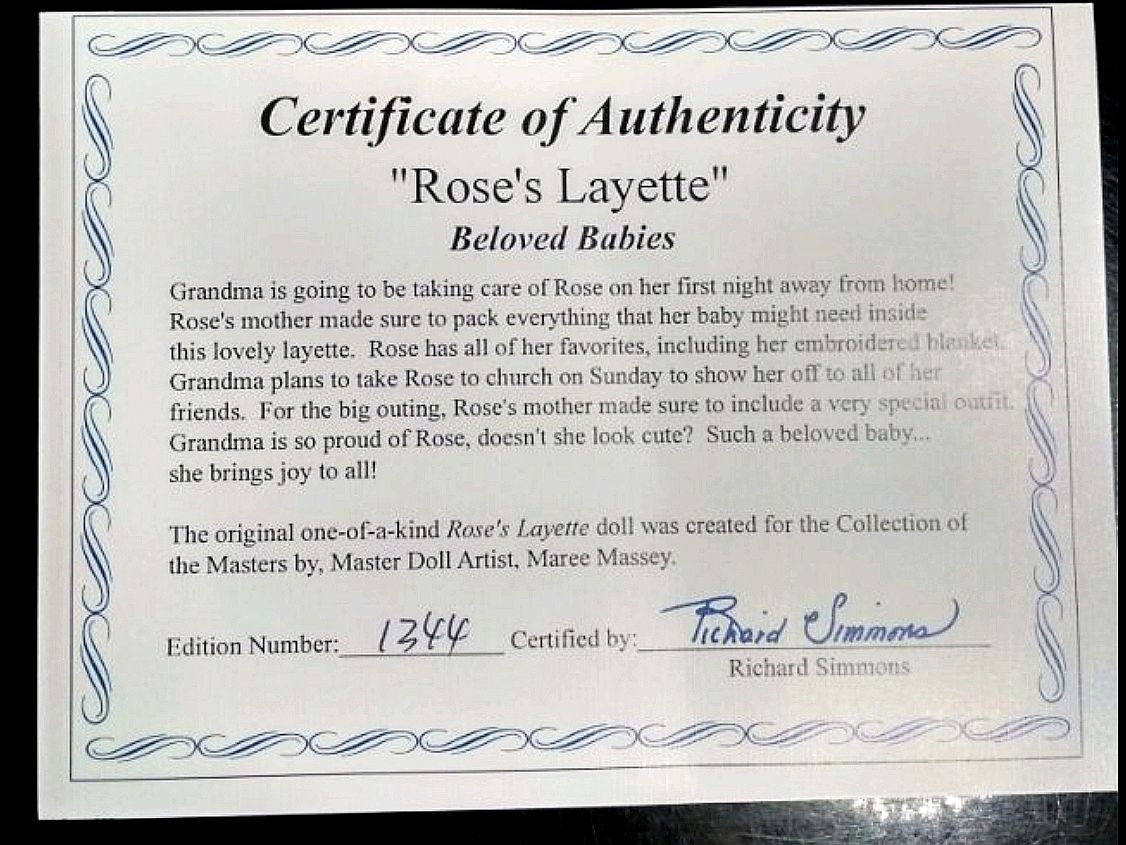 Certificate of Authenticity
"Rose's Layette"
Beloved Babies
Grandma is going to be taking care of Rose on her first night away from home!
Rose's mother made sure to pack everything that her baby might need inside
this lovely layette.  Rose has all of her favorites, including her embroidered blanket.
Grandma plans to take Rose to church on Sunday to show her off to all of her
friends.  For the big outing, Rose's mother made sure to include a very special outfit.
Grandma is so proud of Rose, doesn't she look cute?  Such a beloved baby...
she brings joy to all!
The original one-of-a-kind Rose's Layette doll was created for the Collection of
the Masters by, Master Doll Artist, Maree Massey.
Edition Number: 1344 Certified by: Richard Simmons
Richard Simmons